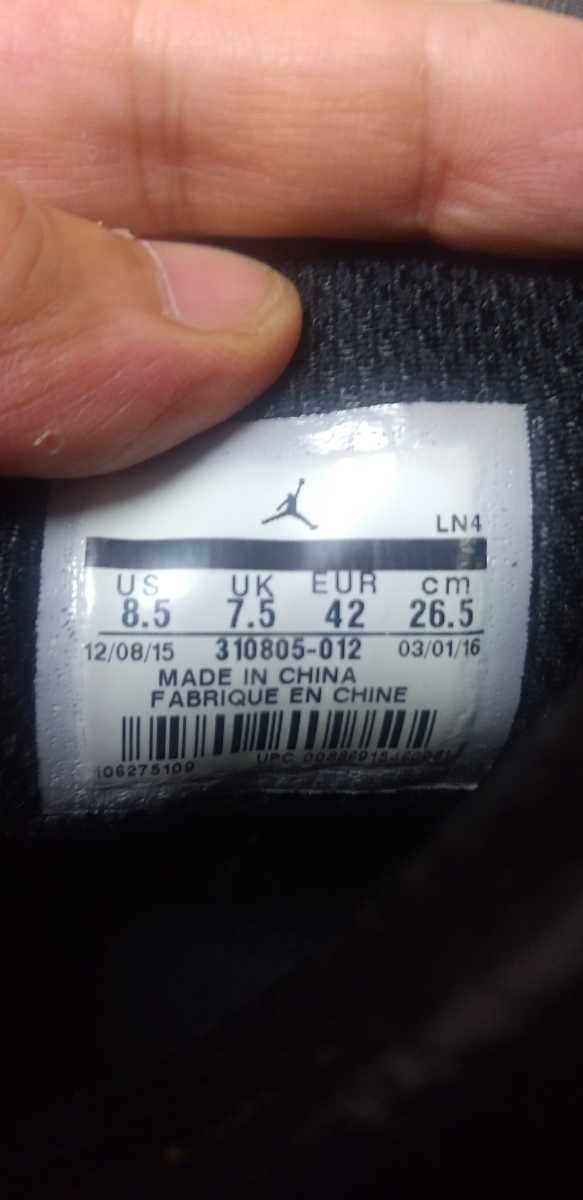 LN4
US UK EUR cm
8.5 7.5 42 26.5
12/08/15 310805-012 03/01/16
MADE IN CHINA
FABRIQUE EN CHINE
106275109 UPC